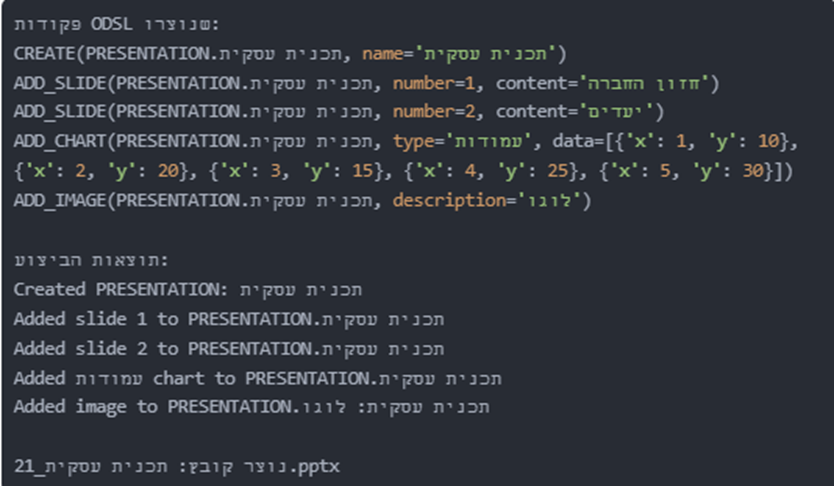 פקודות ODSL שנוצרו:
CREATE(PRESENTATION.תכנית עסקית, name='תכנית עסקית')
ADD_SLIDE(PRESENTATION.תכנית עסקית, number=1, content='חזון החברה')
ADD_SLIDE(PRESENTATION.תכנית עסקית, number=2, content='יעדים')
ADD_CHART(PRESENTATION.תכנית עסקית, type='עמודות', data=[{'x': 1, 'y': 10},
{'x': 2, 'y': 20}, {'x': 3, 'y': 15}, {'x': 4, 'y': 25}, {'x': 5, 'y': 30}])
ADD_IMAGE(PRESENTATION.תכנית עסקית, description='לוגו')
תוצאות הביצוע:
Created PRESENTATION: תכנית עסקית
Added slide 1 to PRESENTATION.תכנית עסקית
Added slide 2 to PRESENTATION.תכנית עסקית
Added עמודות chart to PRESENTATION.תכנית עסקית
Added image to PRESENTATION.תכנית עסקית: לוגו
נוצר קובץ: תכנית עסקית_21.pptx